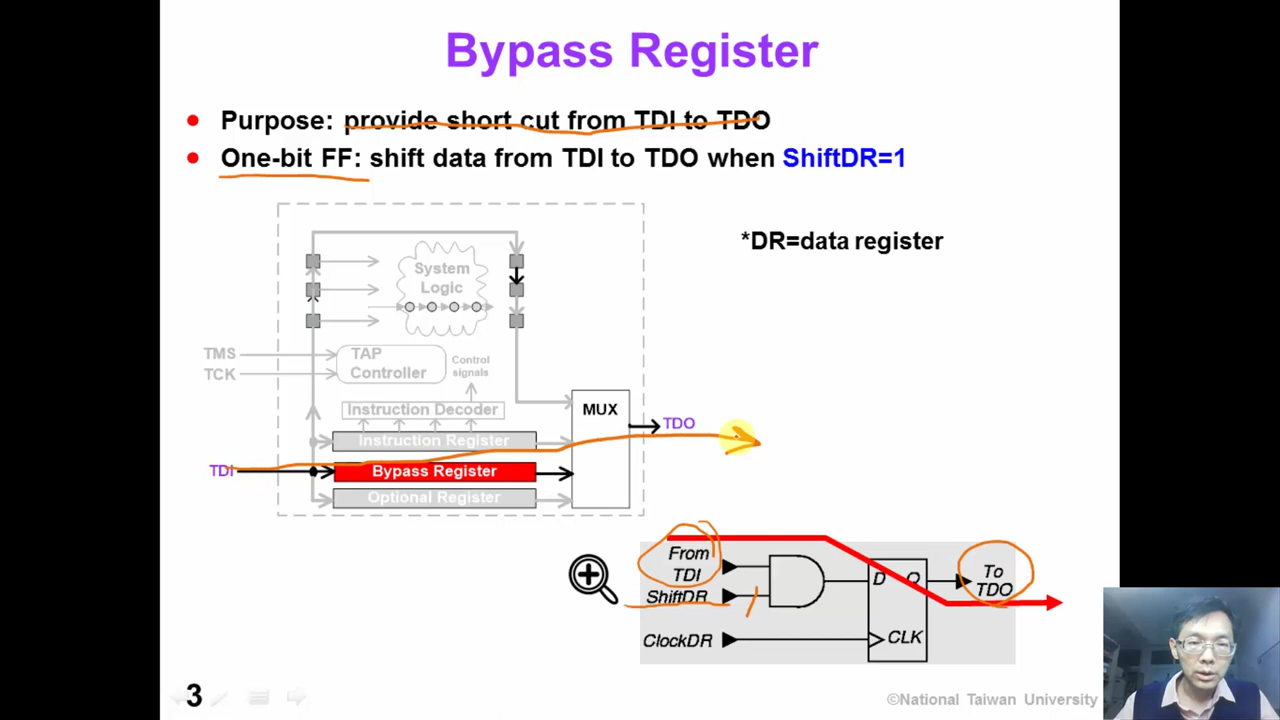 Bypass Register
Purpose: provide short cut from TDI to TDO
One-bit FF: shift data from TDI to TDO when ShiftDR=1
*DR=data register
System
Logic
TMS
TCK
TAP
Controller
Control
signals
Instruction Decoder
MUX
TDO
Instruction Register
TDI
Bypass Register
Optional Register
From
TDI
ShiftDR
ClockDR
D
Q
CLK
To
TDO
3
©National Taiwan University